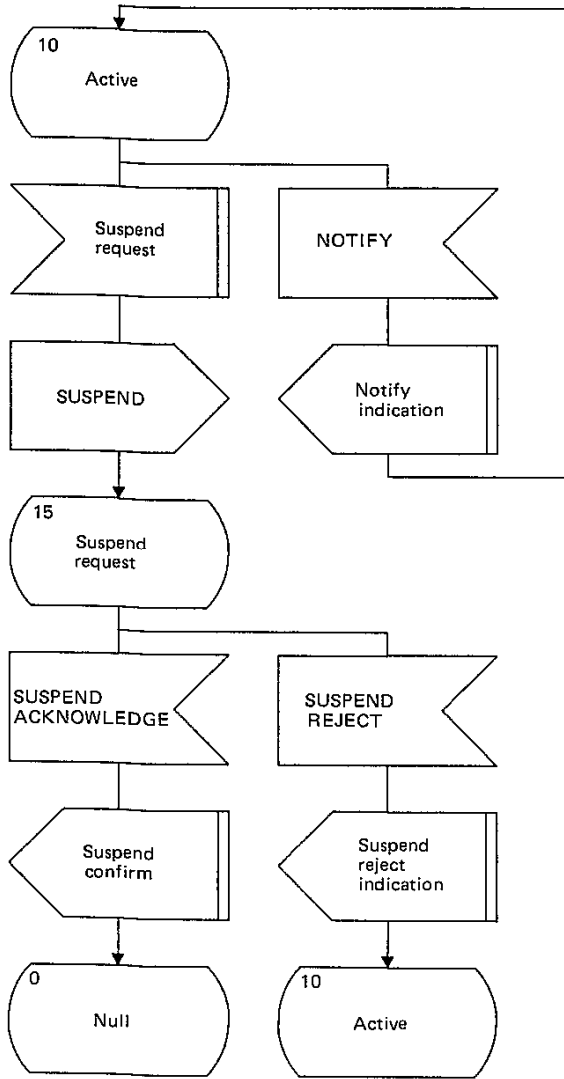 10
Active
Suspend
request
NOTIFY
SUSPEND
Notify
indication
15
Suspend
request
SUSPEND
ACKNOWLEDGE
SUSPEND
REJECT
Suspend
confirm
Suspend
reject
indication
0
Null
10
Active